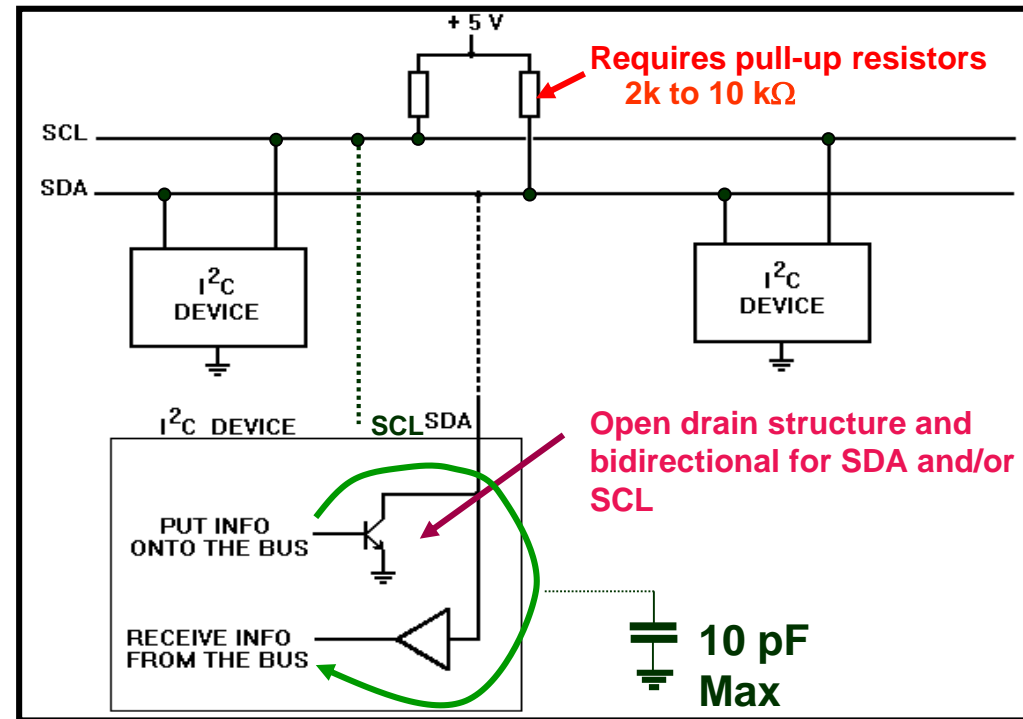 + 5 V
Requires pull-up resistors
2k to 10 kΩ
SCL
SDA
I²C
DEVICE
I²C
DEVICE
I²C DEVICE
SCL
SDA
Open drain structure and
bidirectional for SDA and/or
SCL
PUT INFO
ONTO THE BUS
RECEIVE INFO
FROM THE BUS
10 pF
Max